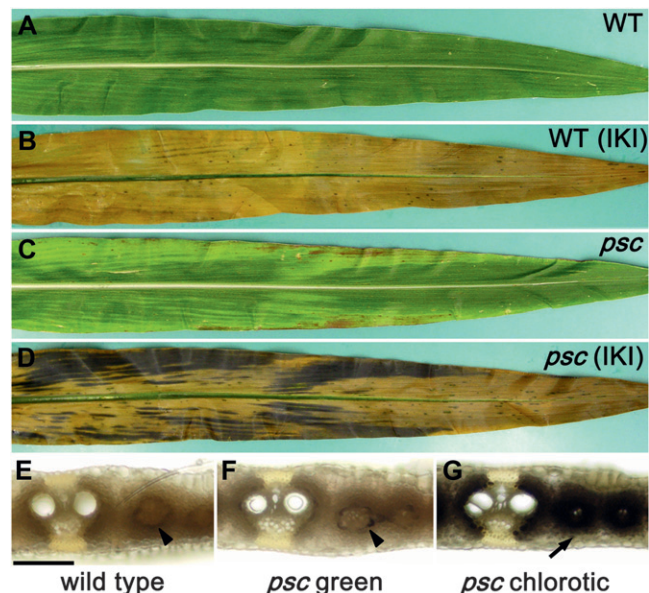 A WT
B WT (IKI)
C psc
D psc (IKI)
E F G
wild type psc green psc chlorotic